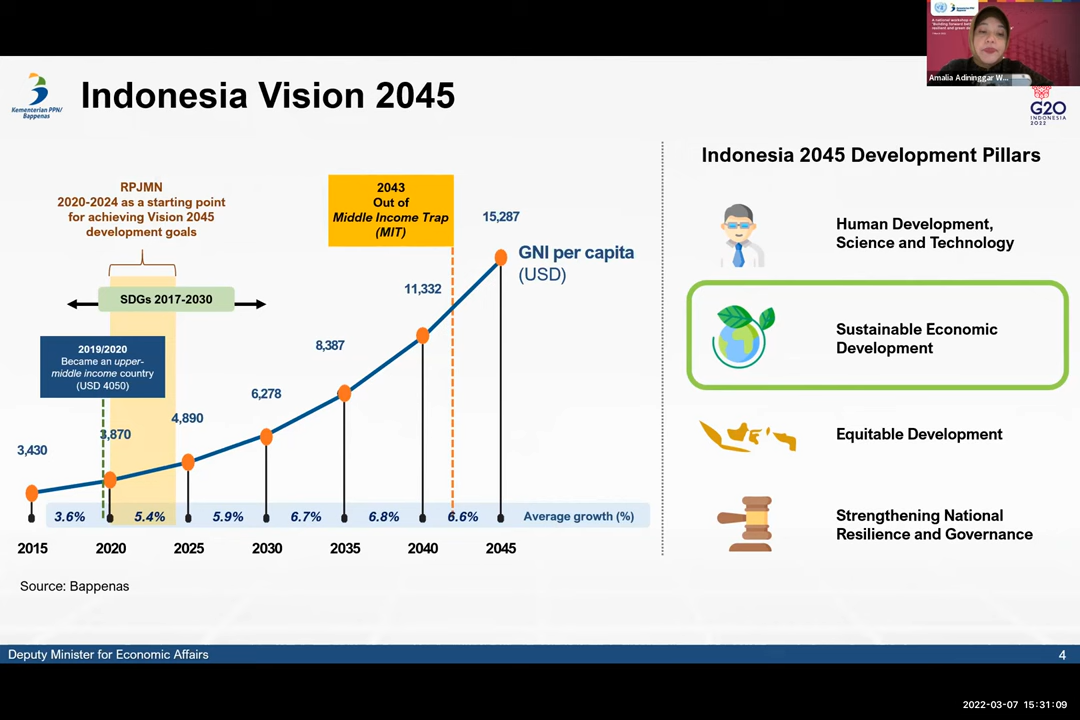 Amalia Adininggar W...
Kementerian PPN/
Bappenas
Indonesia Vision 2045
G20
INDONESIA
2022
RPJMN
2020-2024 as a starting point
for achieving Vision 2045
development goals
SDGs 2017-2030
2019/2020
Became an upper-
middle income country
(USD 4050)
2043
Out of
Middle Income Trap
(MIT)
GNI per capita
(USD)
3,430
3,870
4,890
6,278
8,387
11,332
15,287
3.6% 5.4% 5.9% 6.7% 6.8% 6.6% Average growth (%)
2015 2020 2025 2030 2035 2040 2045
Source: Bappenas
Indonesia 2045 Development Pillars
Human Development,
Science and Technology
Sustainable Economic
Development
Equitable Development
Strengthening National
Resilience and Governance
Deputy Minister for Economic Affairs
4
2022-03-07 15:31:09